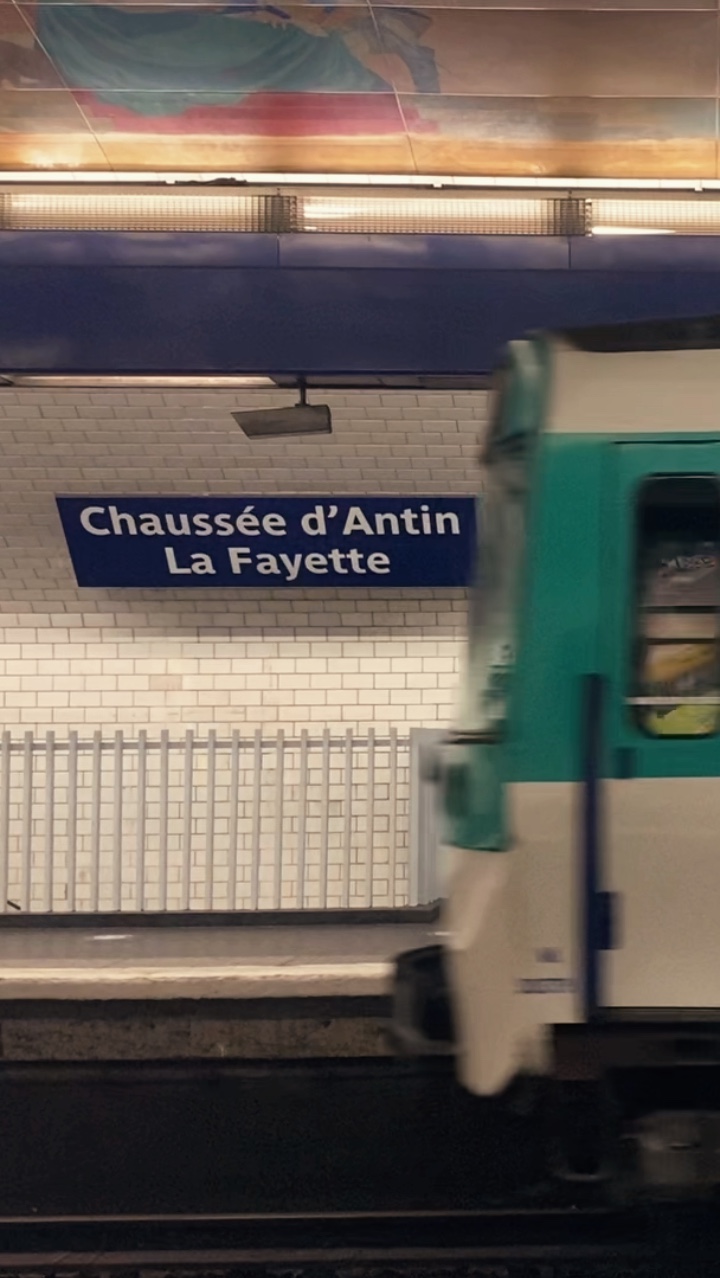 Chaussée d’Antin
La Fayette